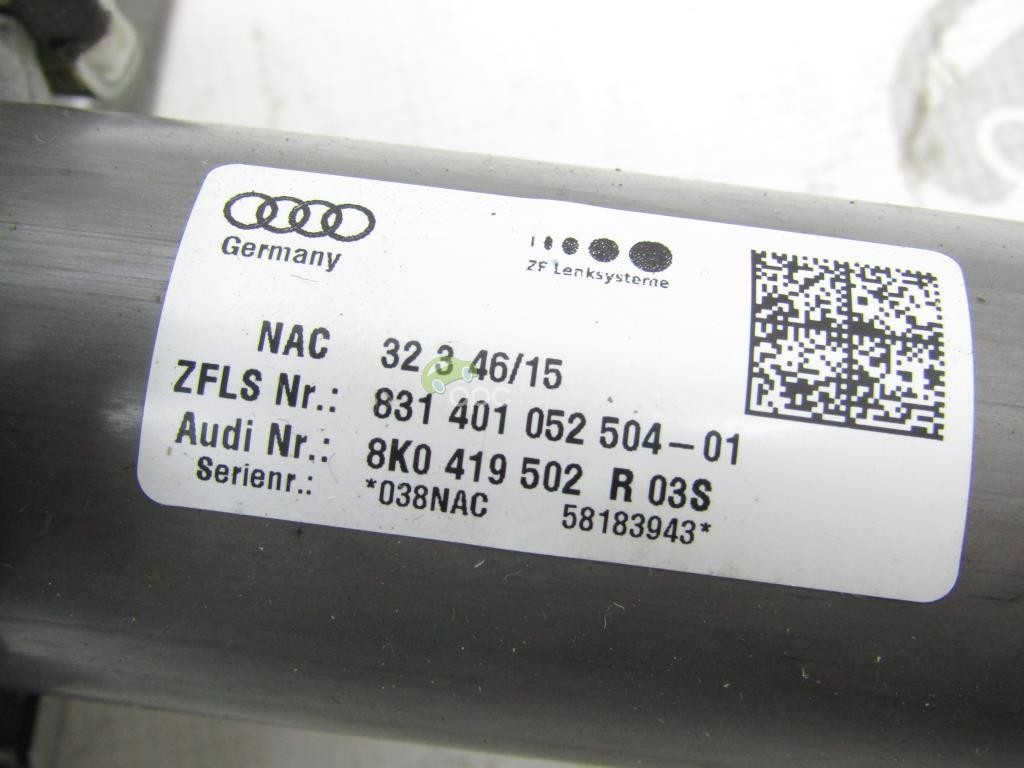 Germany
ZF Lenksysteme
NAC 32 3 46/15
ZFLS Nr.: 831 401 052 504-01
Audi Nr.: 8K0 419 502 R 03S
Serienr.: *038NAC 58183943*